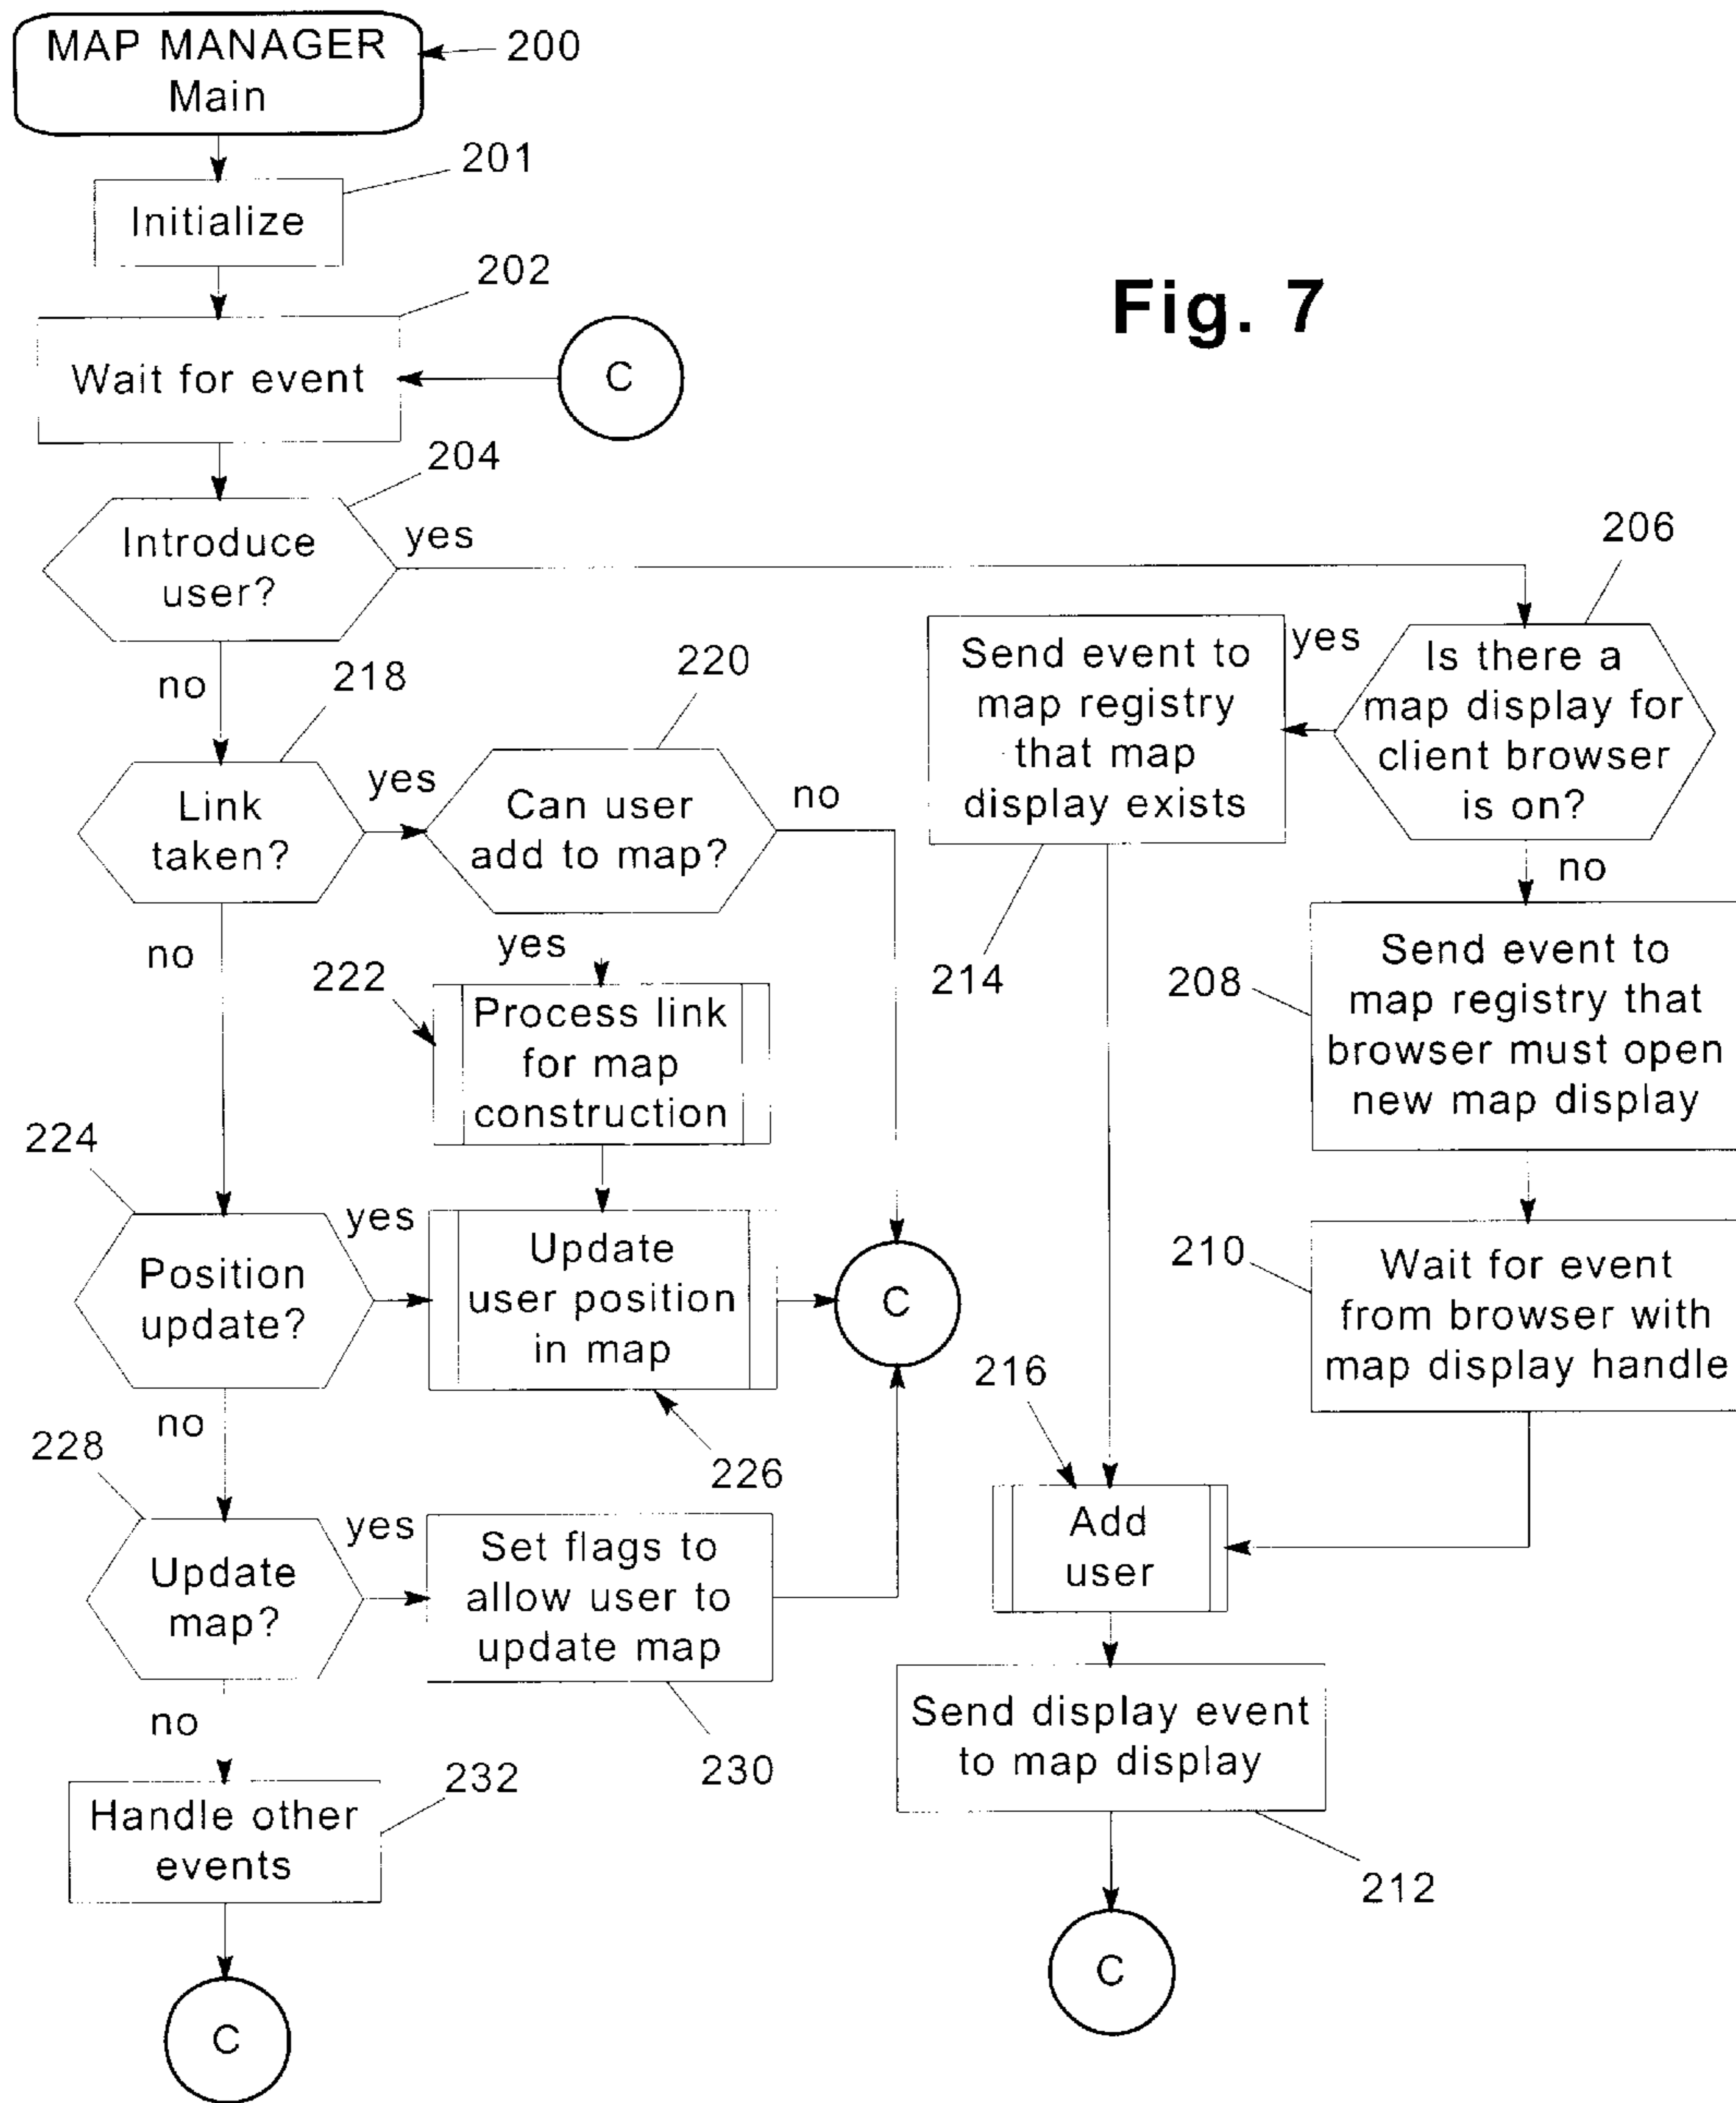 MAP MANAGER
Main
200
201
Initialize
202
Fig. 7
Wait for event
C
204
Introduce
user?
yes
206
no
218
220
Send event to
map registry
that map
display exists
yes
Is there a
map display for
client browser
is on?
Link
taken?
yes
Can user
add to map?
no
no
no
yes
214
208
Send event to
map registry that
browser must open
new map display
222
Process link
for map
construction
224
Position
update?
yes
Update
user position
in map
C
210
Wait for event
from browser with
map display handle
no
226
216
228
Update
map?
yes
Set flags to
allow user to
update map
Add
user
no
230
Send display event
to map display
232
Handle other
events
212
C
C